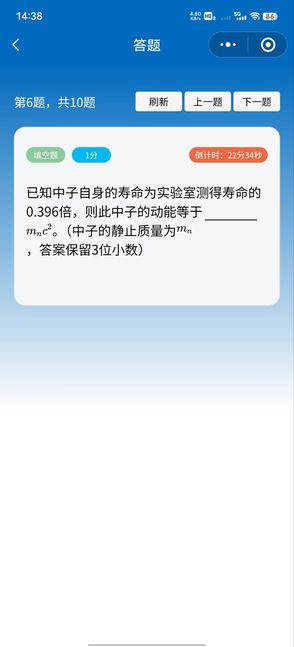 14:38
4.80 KB/s HD 2 5G 86
答题
第6题，共10题
刷新 上一题 下一题
填空题 1分 倒计时：22分34秒
已知中子自身的寿命为实验室测得寿命的
0.396倍，则此中子的动能等于 ________
mₙc²。（中子的静止质量为mₙ
，答案保留3位小数）